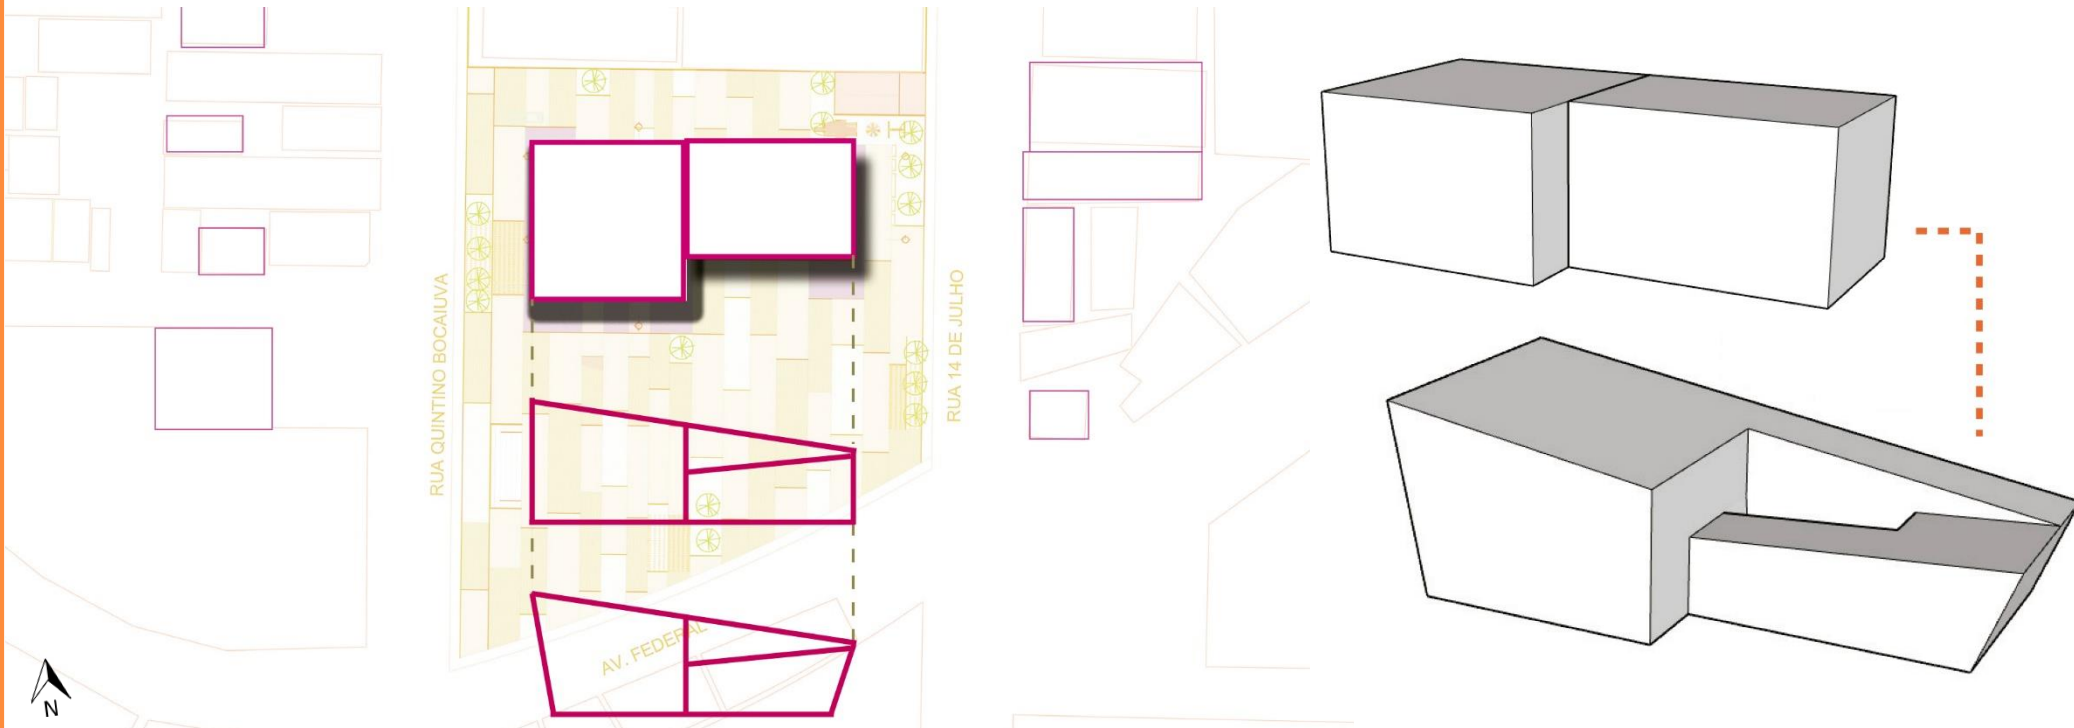 RUA QUINTINO BOCAIUVA
RUA 14 DE JULHO
AV. FEDERAL
N